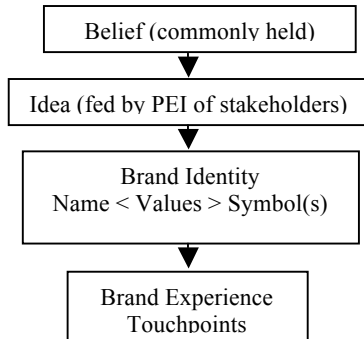 Belief (commonly held)
Idea (fed by PEI of stakeholders)
Brand Identity
Name < Values > Symbol(s)
Brand Experience
Touchpoints